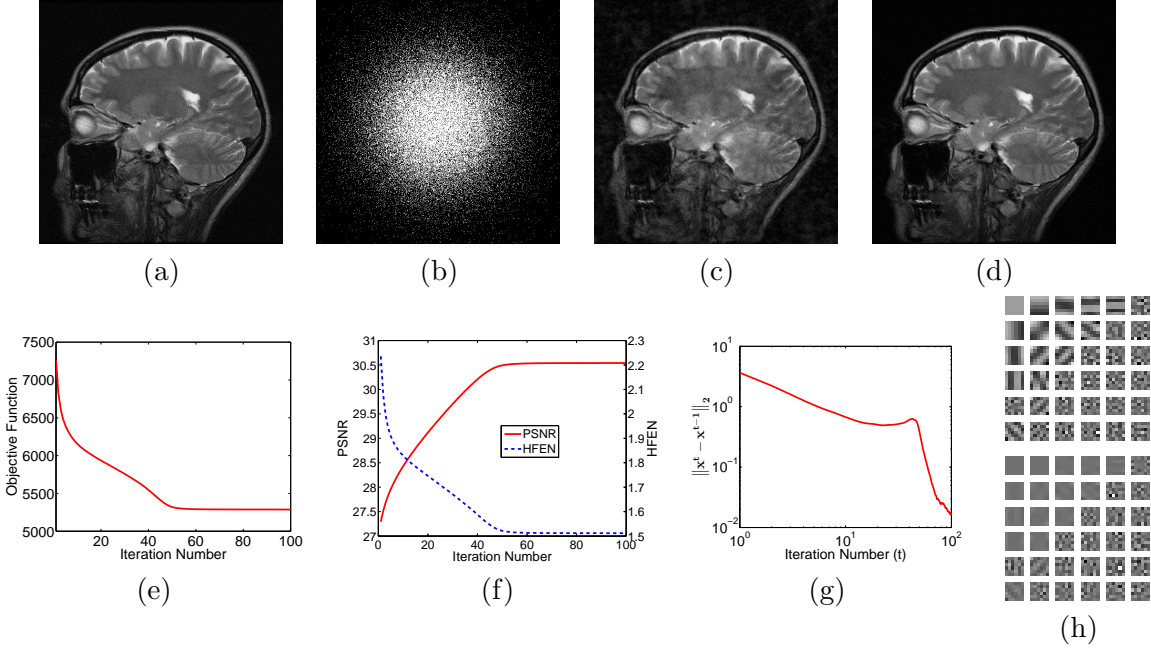 (a)
(b)
(c)
(d)
7500
7000
6500
6000
5500
5000
20
40
60
80
100
Objective Function
Iteration Number
(e)
31
30.5
30
29.5
29
28.5
28
27.5
27
2.3
2.2
2.1
2
1.9
1.8
1.7
1.6
1.5
0
20
40
60
80
100
PSNR
HFEN
PSNR
HFEN
Iteration Number
(f)
10^1
10^0
10^−1
10^−2
10^0
10^1
10^2
‖x^t − x^{t−1}‖_2
Iteration Number (t)
(g)
(h)